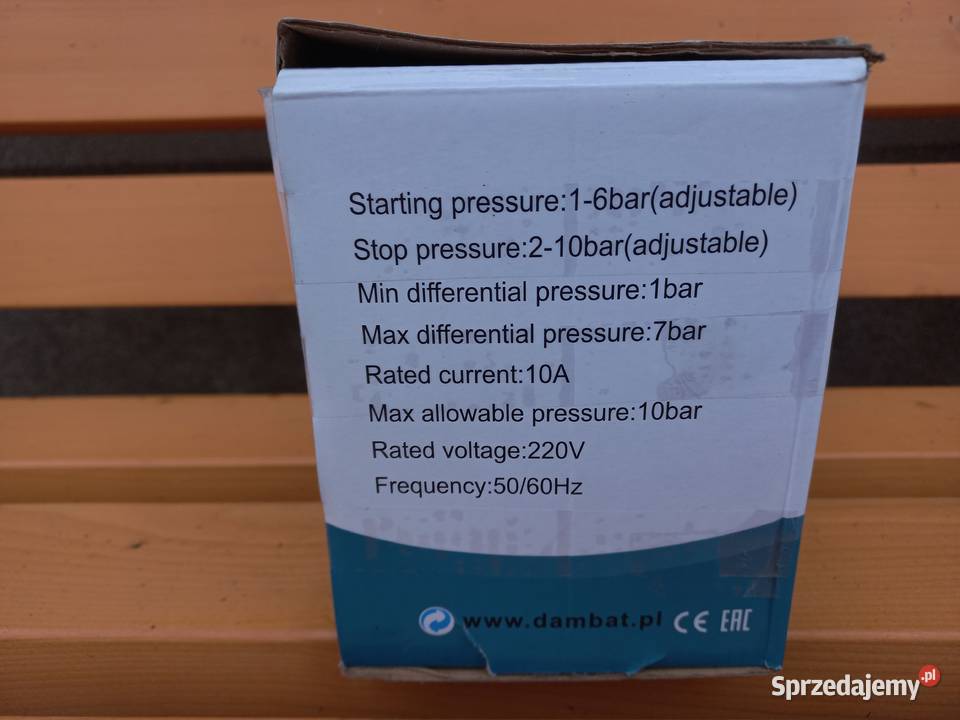 Starting pressure:1-6bar(adjustable)
Stop pressure:2-10bar(adjustable)
Min differential pressure:1bar
Max differential pressure:7bar
Rated current:10A
Max allowable pressure:10bar
Rated voltage:220V
Frequency:50/60Hz
www.dambat.pl CE EAC
Sprzedajemy.pl